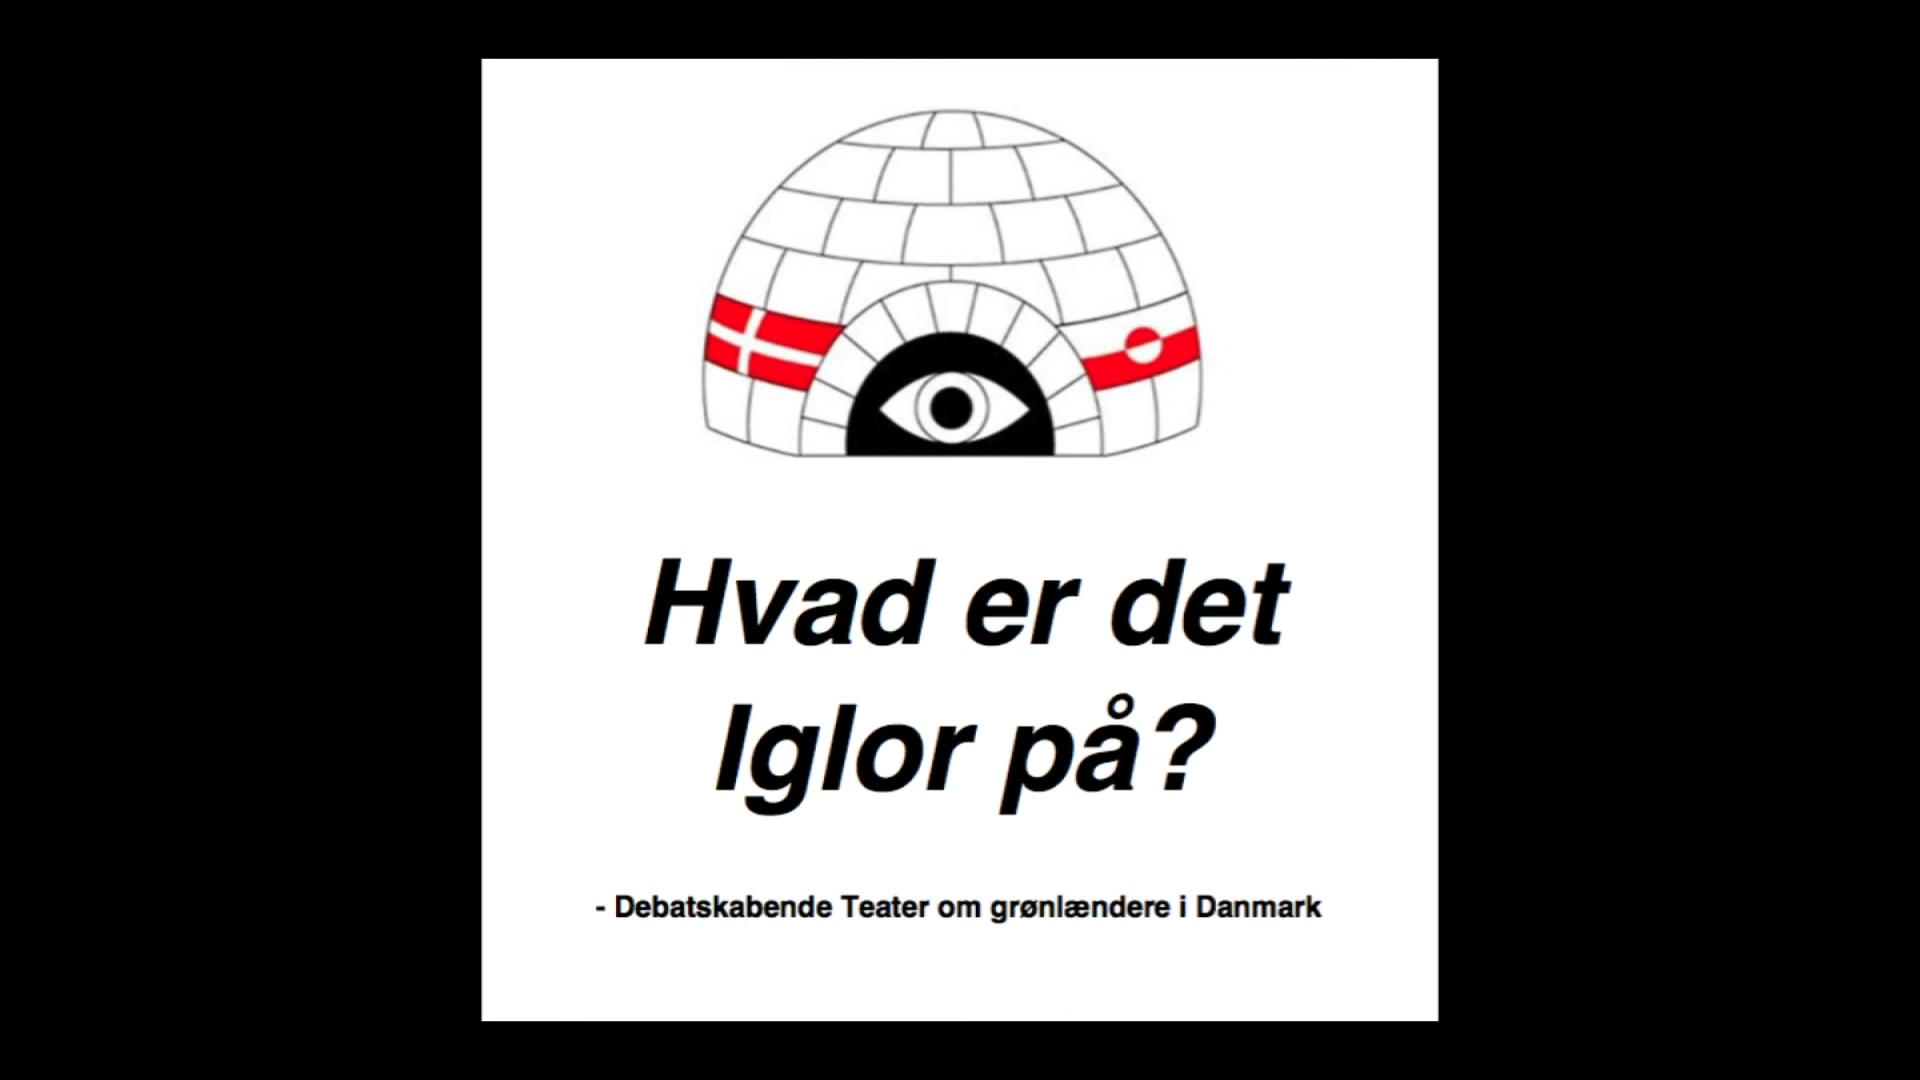 Hvad er det
Iglor på?
- Debatskabende Teater om grønlændere i Danmark